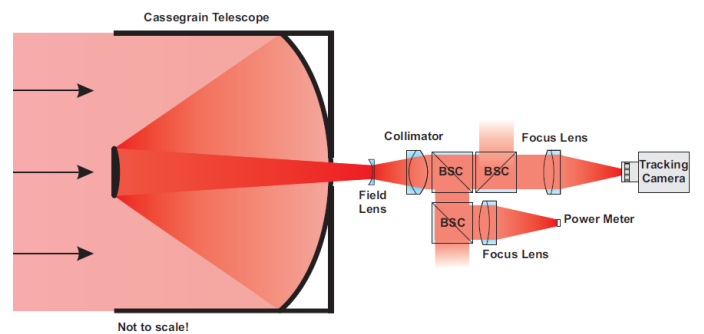 Cassegrain Telescope
Collimator
Focus Lens
BSC
BSC
Tracking
Camera
Field
Lens
BSC
Power Meter
Focus Lens
Not to scale!